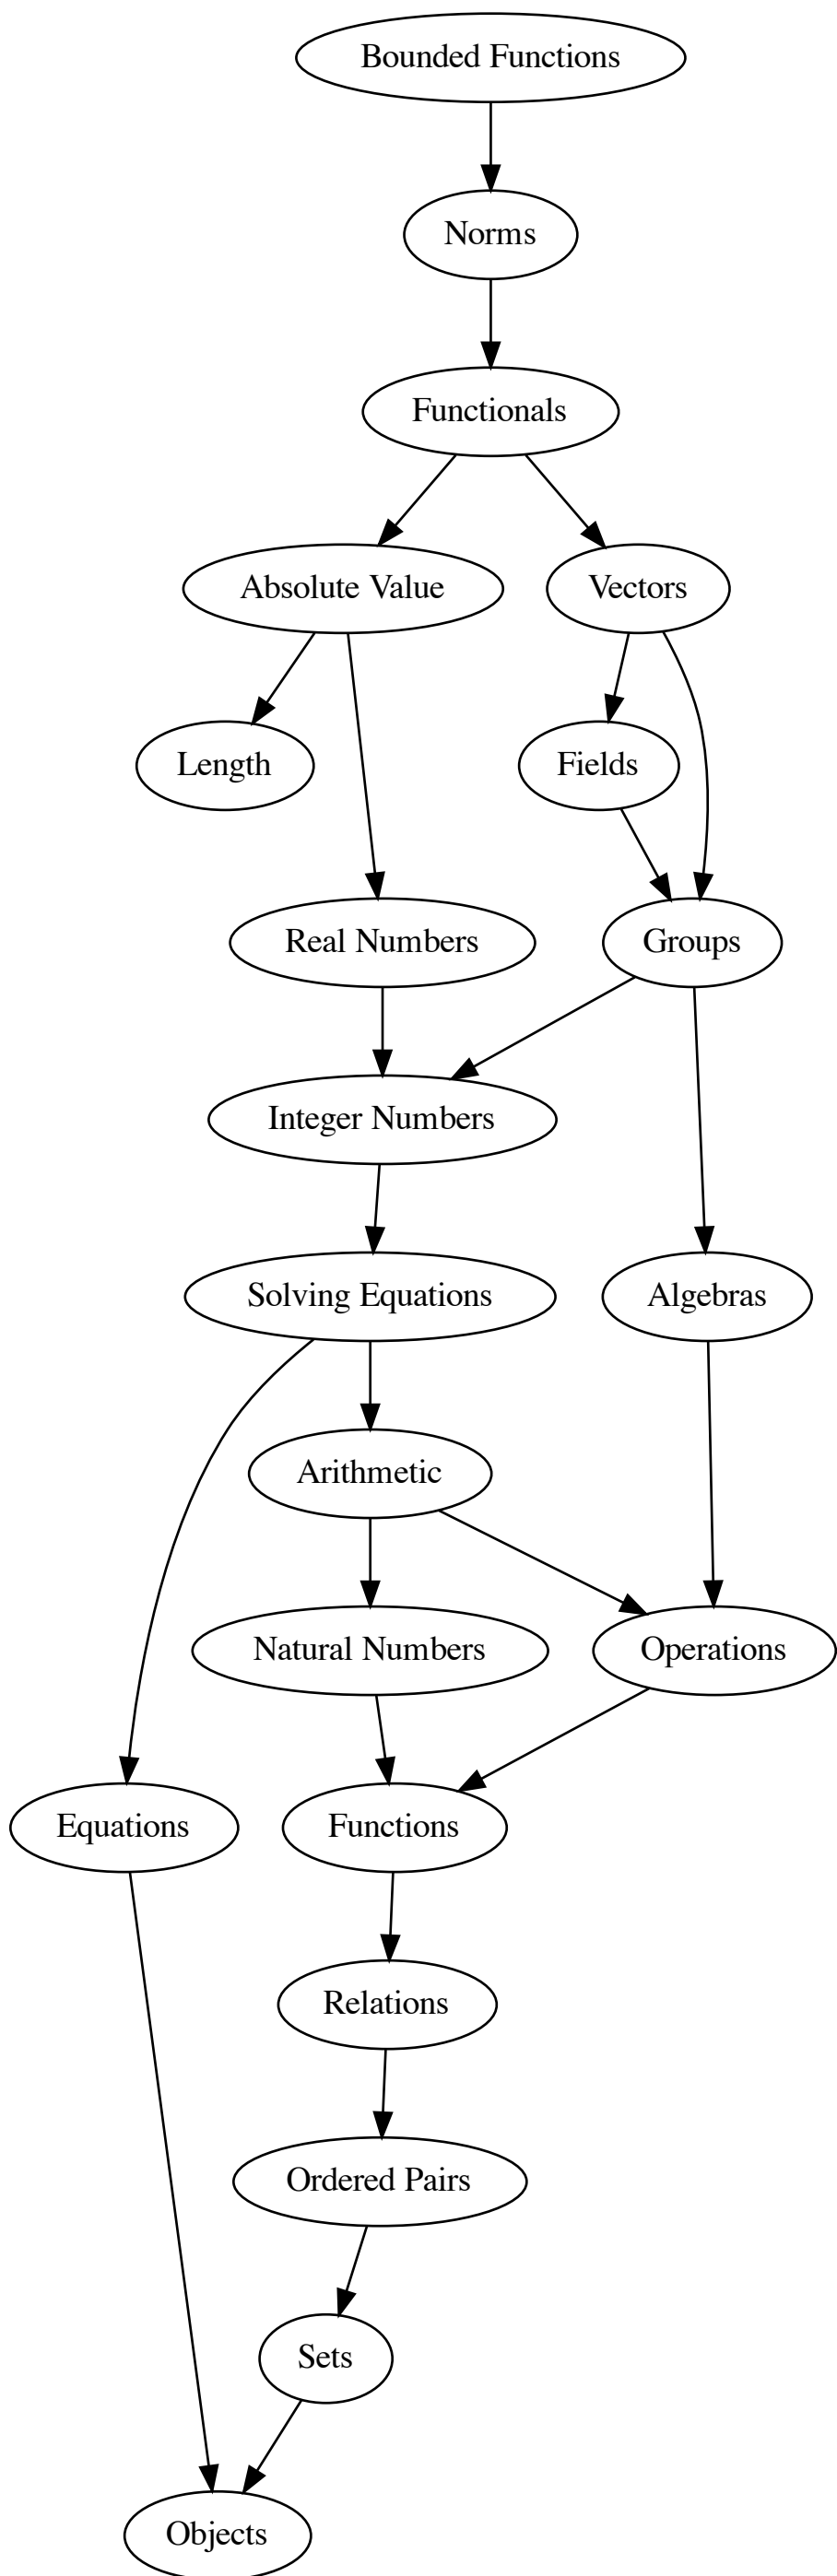 Bounded Functions
Norms
Functionals
Absolute Value
Vectors
Length
Fields
Real Numbers
Groups
Integer Numbers
Solving Equations
Algebras
Arithmetic
Natural Numbers
Operations
Equations
Functions
Relations
Ordered Pairs
Sets
Objects